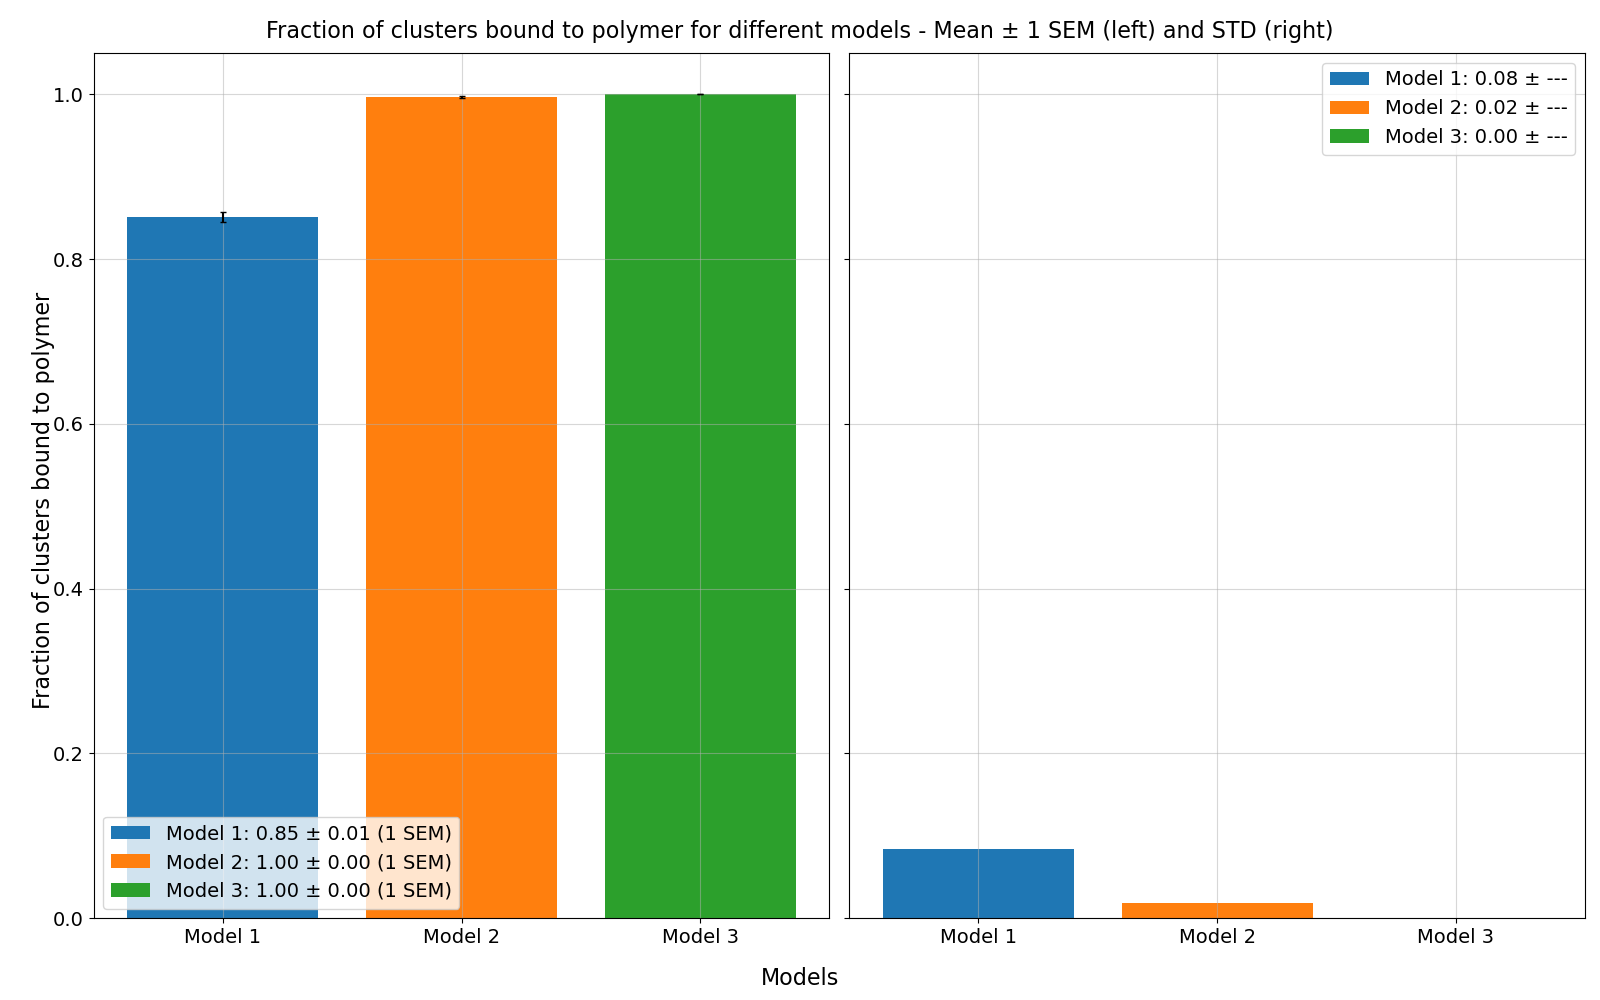 Fraction of clusters bound to polymer for different models - Mean ± 1 SEM (left) and STD (right)
Fraction of clusters bound to polymer
1.0
0.8
0.6
0.4
0.2
0.0
Model 1: 0.85 ± 0.01 (1 SEM)
Model 2: 1.00 ± 0.00 (1 SEM)
Model 3: 1.00 ± 0.00 (1 SEM)
Model 1
Model 2
Model 3
Model 1: 0.08 ± ---
Model 2: 0.02 ± ---
Model 3: 0.00 ± ---
Model 1
Model 2
Model 3
Models